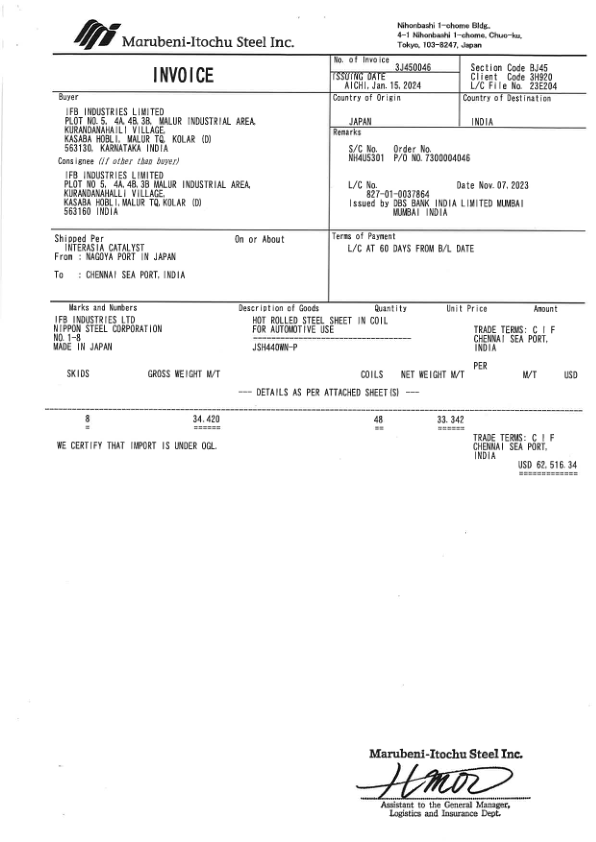 Marubeni-Itochu Steel Inc.
Nihonbashi 1-chome Bldg.,
4-1 Nihonbashi 1-chome, Chuo-ku,
Tokyo, 103-8247, Japan
INVOICE
No. of Invoice
3J450046
ISSUING DATE
AICHI, Jan. 15, 2024
Section Code BJ45
Client Code 3H920
L/C File No. 23E204
Buyer
IFB INDUSTRIES LIMITED
PLOT NO.5, 4A, 4B, 3B, MALUR INDUSTRIAL AREA,
KURANDANAHAILI VILLAGE,
KASABA HOBLI, MALUR TQ, KOLAR (D)
563130, KARNATAKA INDIA
Consignee (if other than buyer)
IFB INDUSTRIES LIMITED
PLOT NO 5, 4A, 4B, 3B MALUR INDUSTRIAL AREA,
KURANDANAHALLI VILLAGE,
KASABA HOBLI, MALUR TQ, KOLAR (D)
563160 INDIA
Country of Origin
JAPAN
Country of Destination
INDIA
Remarks
S/C No. Order No.
NH4U5301 P/O NO.7300004046
L/C No. Date Nov. 07, 2023
827-01-0037864
Issued by DBS BANK INDIA LIMITED MUMBAI
MUMBAI INDIA
Shipped Per On or About
INTERASIA CATALYST
From : NAGOYA PORT IN JAPAN
To : CHENNAI SEA PORT, INDIA
Terms of Payment
L/C AT 60 DAYS FROM B/L DATE
Marks and Numbers Description of Goods Quantity Unit Price Amount
IFB INDUSTRIES LTD HOT ROLLED STEEL SHEET IN COIL
NIPPON STEEL CORPORATION FOR AUTOMOTIVE USE TRADE TERMS: C I F
NO. 1-8 ---------------------------------- CHENNAI SEA PORT,
MADE IN JAPAN JSH440WN-P INDIA
PER
SKIDS GROSS WEIGHT M/T COILS NET WEIGHT M/T M/T USD
--- DETAILS AS PER ATTACHED SHEET(S) ---
8 34.420 48 33.342
= ====== == ======
WE CERTIFY THAT IMPORT IS UNDER OGL.
TRADE TERMS: C I F
CHENNAI SEA PORT,
INDIA
USD 62,516.34
=============
Marubeni-Itochu Steel Inc.
Assistant to the General Manager,
Logistics and Insurance Dept.